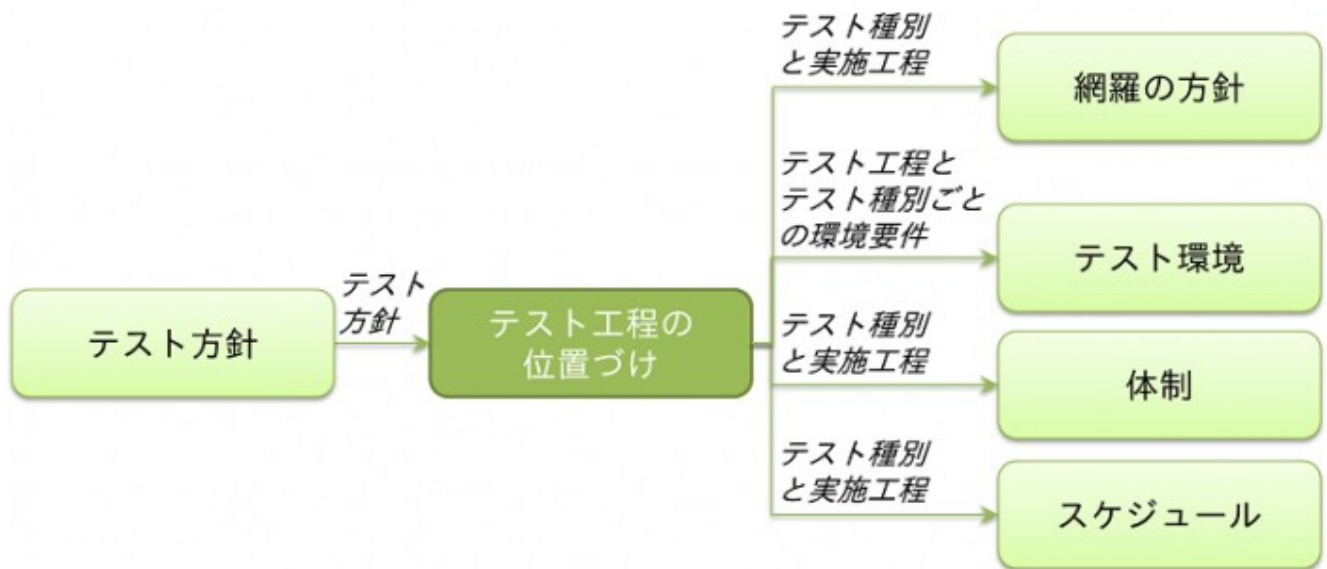 テスト方針
テスト
方針
テスト工程の
位置づけ
テスト種別
と実施工程
網羅の方針
テスト工程と
テスト種別ごと
の環境要件
テスト環境
テスト種別
と実施工程
体制
テスト種別
と実施工程
スケジュール